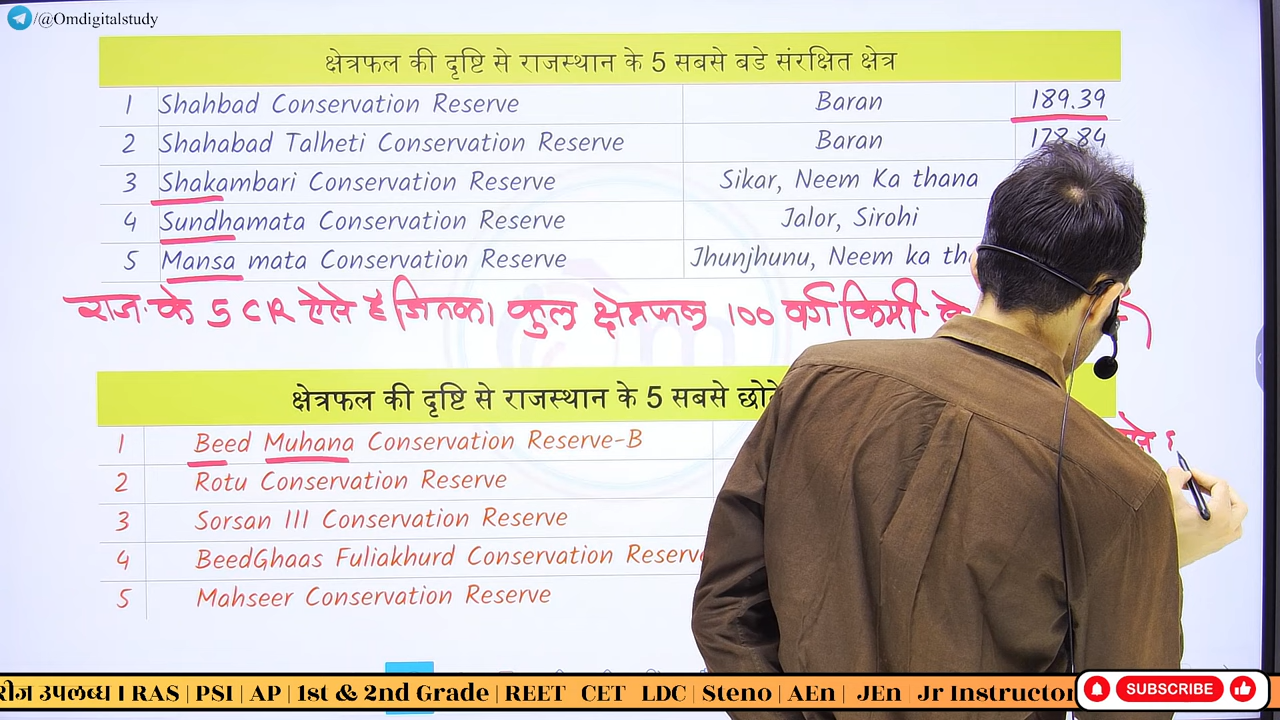 /@Omdigitalstudy
क्षेत्रफल की दृष्टि से राजस्थान के 5 सबसे बडे संरक्षित क्षेत्र
1 Shahbad Conservation Reserve Baran 189.39
2 Shahabad Talheti Conservation Reserve Baran 178.84
3 Shakambari Conservation Reserve Sikar, Neem Ka thana
4 Sundhamata Conservation Reserve Jalor, Sirohi
5 Mansa mata Conservation Reserve Jhunjhunu, Neem ka
राज. के 5 CR ऐसे हैं जिनका कुल क्षेत्रफल 100 वर्ग किमी.
क्षेत्रफल की दृष्टि से राजस्थान के 5 सबसे
1 Beed Muhana Conservation Reserve-B
2 Rotu Conservation Reserve
3 Sorsan III Conservation Reserve
4 BeedGhaas Fuliakhurd Conservation
5 Mahseer Conservation Reserve
उपलब्ध । RAS | PSI | AP | 1st & 2nd Grade | REET CET LDC | Steno | AEn | JEn | Jr Instructor
SUBSCRIBE